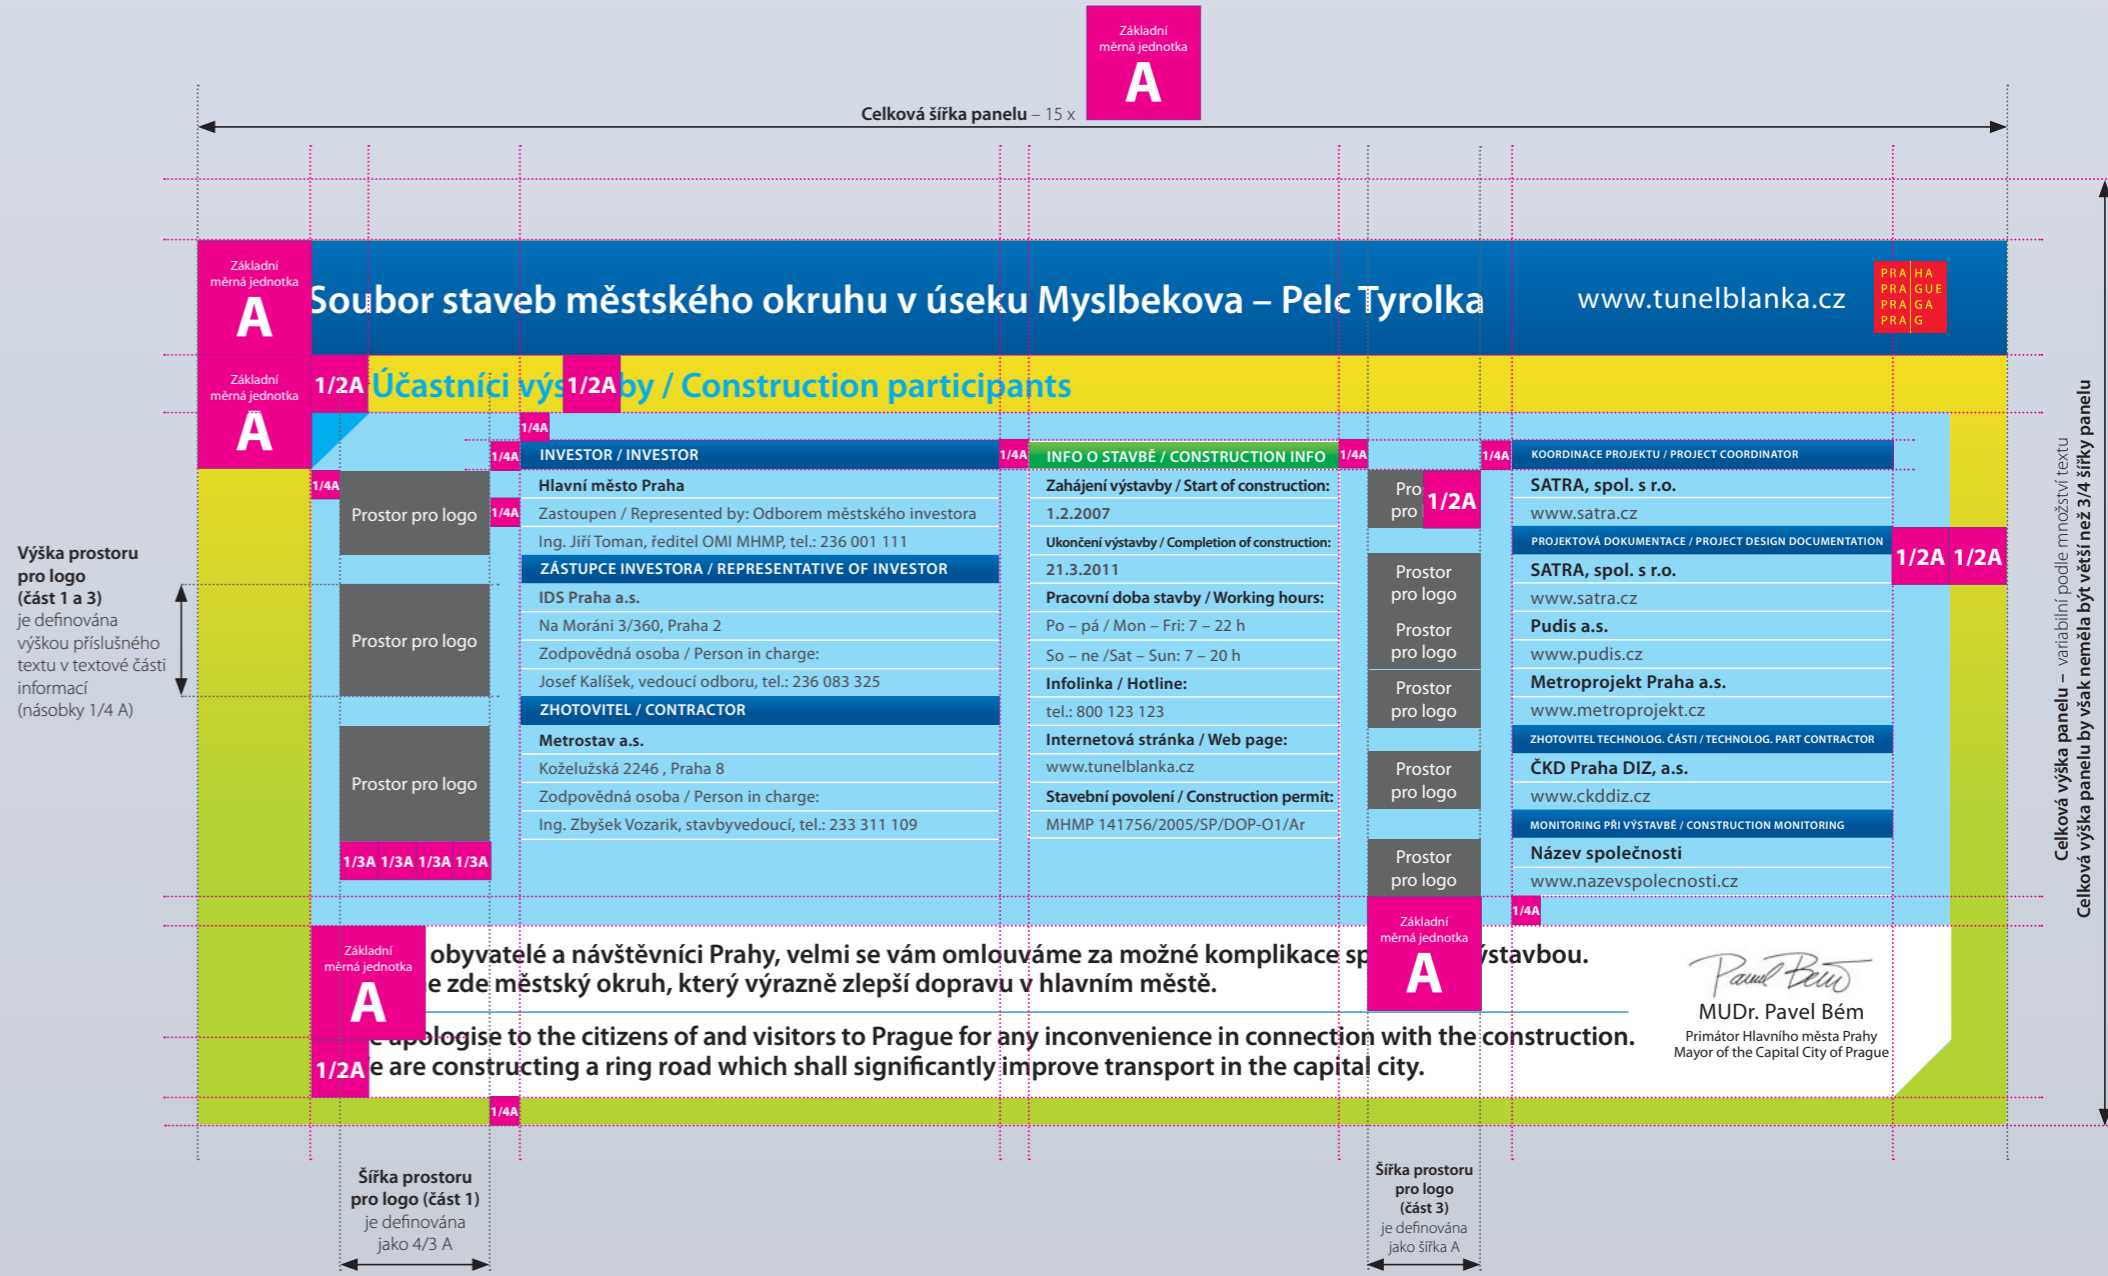 Základní
měrná jednotka
A
Celková šířka panelu – 15 x
Základní
měrná jednotka
A
Soubor staveb městského okruhu v úseku Myslbekova – Pelc Tyrolka
www.tunelblanka.cz
PRA HA
PRA GUE
PRA GA
PRA G
Základní
měrná jednotka
A
1/2A
Účastníci výs
1/2A
by / Construction participants
1/4A
1/4A
INVESTOR / INVESTOR
1/4A
Prostor pro logo
Hlavní město Praha
1/4A
Zastoupen / Represented by: Odborem městského investora
Ing. Jiří Toman, ředitel OMI MHMP, tel.: 236 001 111
ZÁSTUPCE INVESTORA / REPRESENTATIVE OF INVESTOR
Prostor pro logo
IDS Praha a.s.
Na Moráni 3/360, Praha 2
Zodpovědná osoba / Person in charge:
Josef Kalíšek, vedoucí odboru, tel.: 236 083 325
ZHOTOVITEL / CONTRACTOR
Prostor pro logo
Metrostav a.s.
Koželužská 2246 , Praha 8
Zodpovědná osoba / Person in charge:
Ing. Zbyšek Vozarik, stavbyvedoucí, tel.: 233 311 109
1/3A 1/3A 1/3A 1/3A
1/4A
INFO O STAVBĚ / CONSTRUCTION INFO
1/4A
Zahájení výstavby / Start of construction:
1.2.2007
Ukončení výstavby / Completion of construction:
21.3.2011
Pracovní doba stavby / Working hours:
Po – pá / Mon – Fri: 7 – 22 h
So – ne /Sat – Sun: 7 – 20 h
Infolinka / Hotline:
tel.: 800 123 123
Internetová stránka / Web page:
www.tunelblanka.cz
Stavební povolení / Construction permit:
MHMP 141756/2005/SP/DOP-O1/Ar
Pro
pro
1/2A
Prostor
pro logo
Prostor
pro logo
Prostor
pro logo
Prostor
pro logo
Prostor
pro logo
1/4A
KOORDINACE PROJEKTU / PROJECT COORDINATOR
SATRA, spol. s r.o.
www.satra.cz
PROJEKTOVÁ DOKUMENTACE / PROJECT DESIGN DOCUMENTATION
1/2A 1/2A
SATRA, spol. s r.o.
www.satra.cz
Pudis a.s.
www.pudis.cz
Metroprojekt Praha a.s.
www.metroprojekt.cz
ZHOTOVITEL TECHNOLOG. ČÁSTI / TECHNOLOG. PART CONTRACTOR
ČKD Praha DIZ, a.s.
www.ckddiz.cz
MONITORING PŘI VÝSTAVBĚ / CONSTRUCTION MONITORING
Název společnosti
www.nazevspolecnosti.cz
1/4A
Základní
měrná jednotka
A
Základní
měrná jednotka
A
obyvatelé a návštěvníci Prahy, velmi se vám omlouváme za možné komplikace sp ýstavbou.
e zde městský okruh, který výrazně zlepší dopravu v hlavním městě.
e apologise to the citizens of and visitors to Prague for any inconvenience in connection with the construction.
1/2A
e are constructing a ring road which shall significantly improve transport in the capital city.
1/4A
Pavel Bém
MUDr. Pavel Bém
Primátor Hlavního města Prahy
Mayor of the Capital City of Prague
Výška prostoru
pro logo
(část 1 a 3)
je definována
výškou příslušného
textu v textové části
informací
(násobky 1/4 A)
Celková výška panelu – variabilní podle množství textu
Celková výška panelu by však neměla být větší než 3/4 šířky panelu
Šířka prostoru
pro logo (část 1)
je definována
jako 4/3 A
Šířka prostoru
pro logo
(část 3)
je definována
jako šířka A